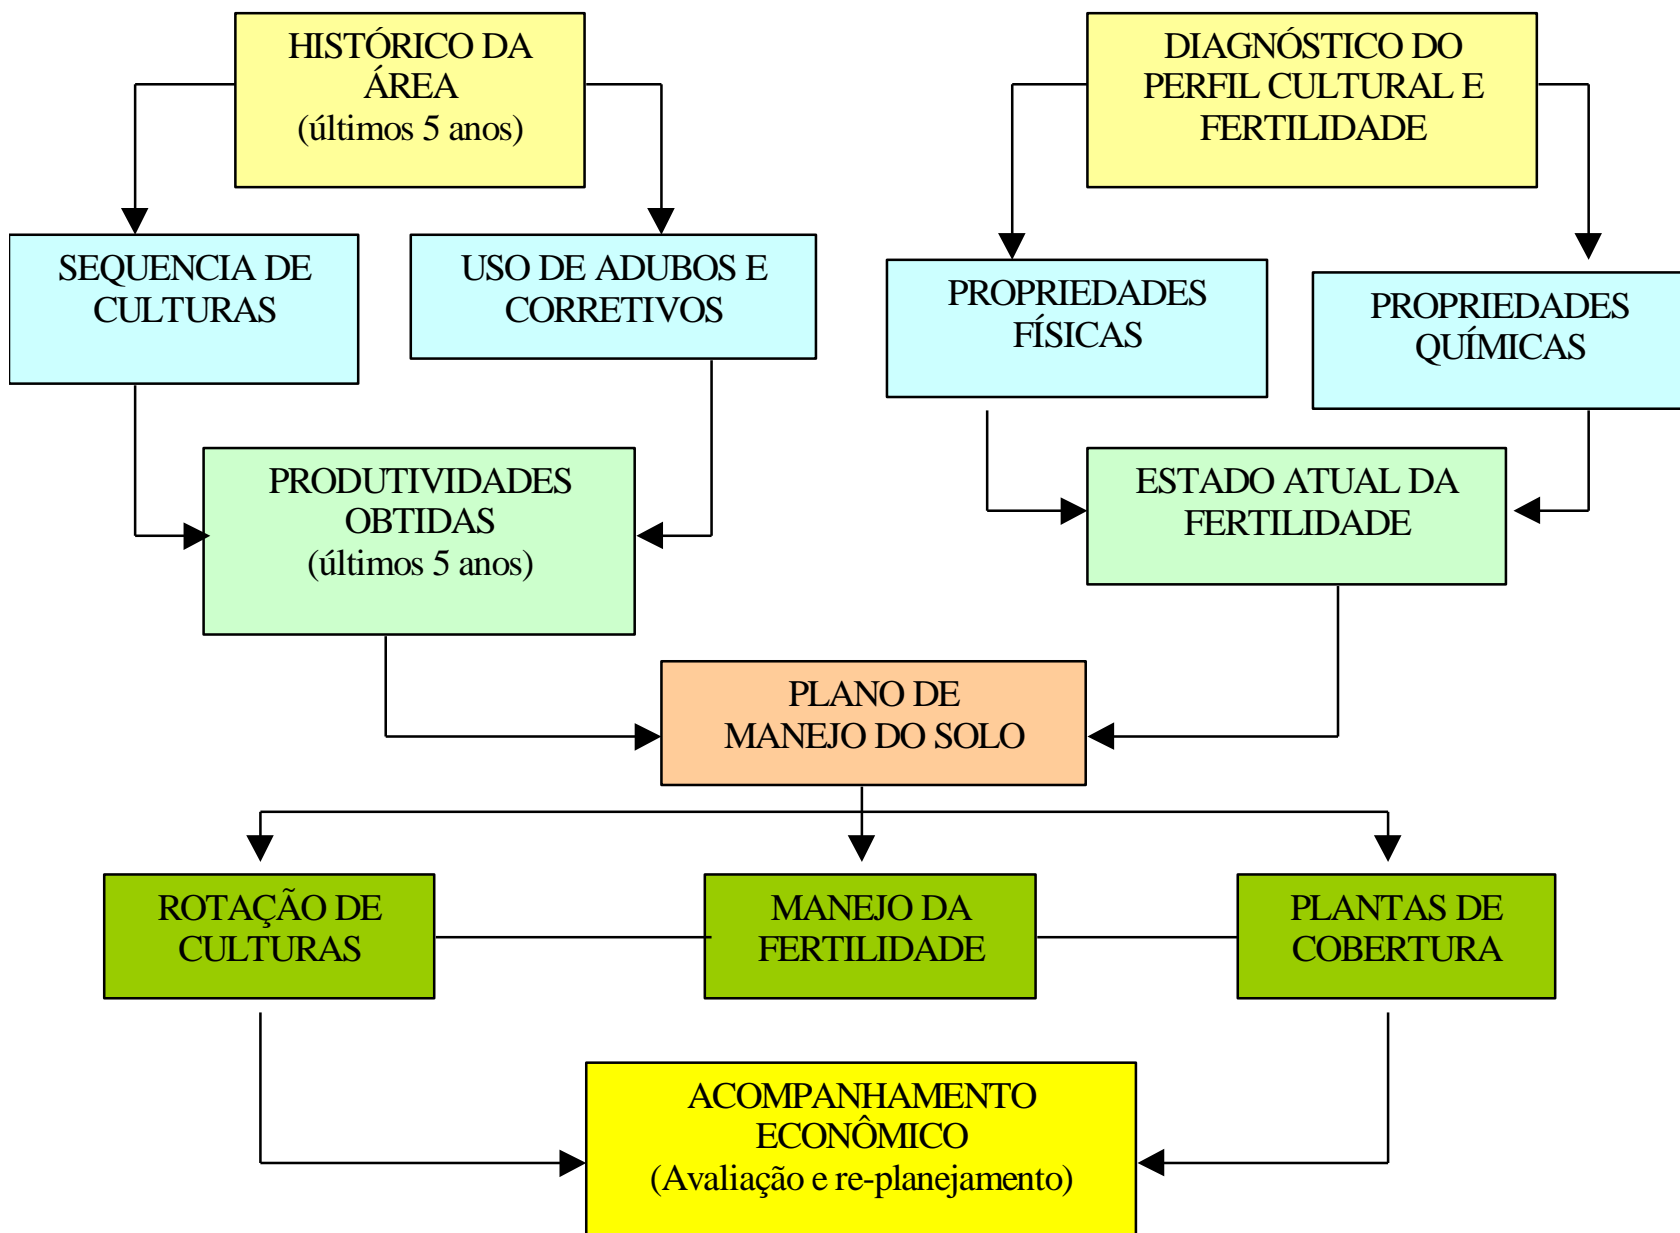 HISTÓRICO DA
ÁREA
(últimos 5 anos)
DIAGNÓSTICO DO
PERFIL CULTURAL E
FERTILIDADE
SEQUENCIA DE
CULTURAS
USO DE ADUBOS E
CORRETIVOS
PROPRIEDADES
FÍSICAS
PROPRIEDADES
QUÍMICAS
PRODUTIVIDADES
OBTIDAS
(últimos 5 anos)
ESTADO ATUAL DA
FERTILIDADE
PLANO DE
MANEJO DO SOLO
ROTAÇÃO DE
CULTURAS
MANEJO DA
FERTILIDADE
PLANTAS DE
COBERTURA
ACOMPANHAMENTO
ECONÔMICO
(Avaliação e re-planejamento)